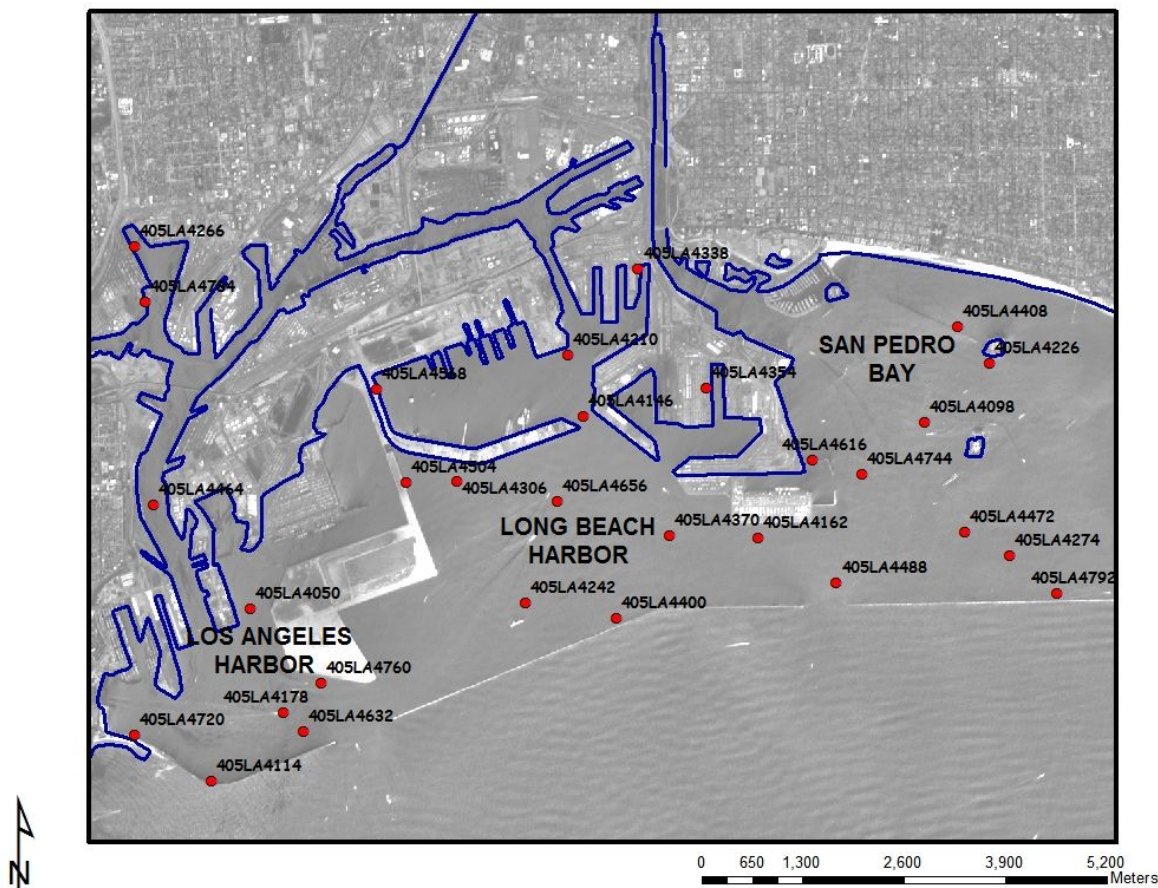 405LA4266
405LA4338
405LA4784
405LA4408
SAN PEDRO
BAY
405LA4210
405LA4226
405LA4568
405LA4354
405LA4146
405LA4098
405LA4616
405LA4504
405LA4744
405LA4306
405LA4656
405LA4464
LONG BEACH
HARBOR
405LA4370
405LA4162
405LA4472
405LA4274
405LA4488
405LA4792
405LA4050
405LA4242
405LA4400
LOS ANGELES
HARBOR
405LA4760
405LA4178
405LA4720
405LA4632
405LA4114
N
0 650 1,300 2,600 3,900 5,200
Meters